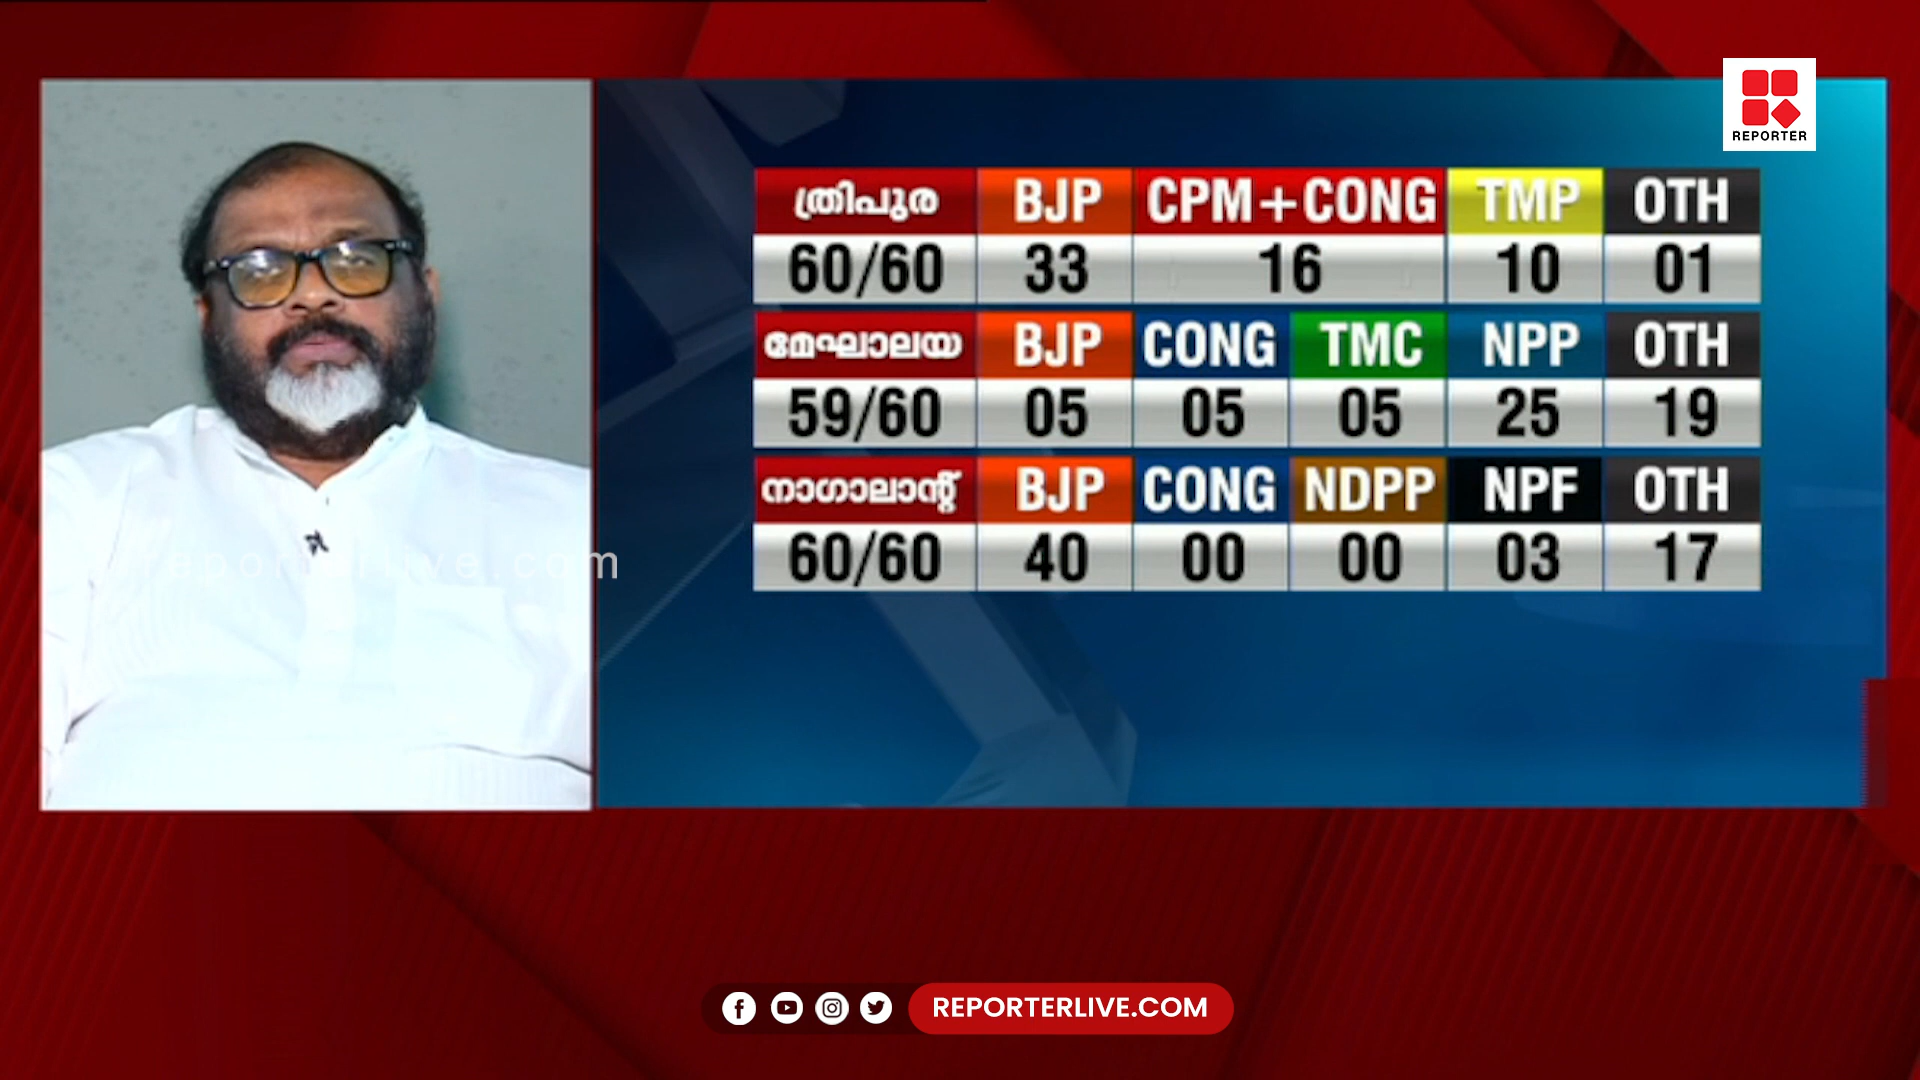 REPORTER
ത്രിപുര BJP CPM+CONG TMP OTH
60/60 33 16 10 01
മേഘാലയ BJP CONG TMC NPP OTH
59/60 05 05 05 25 19
നാഗാലാന്റ് BJP CONG NDPP NPF OTH
60/60 40 00 00 03 17
reporterlive.com
REPORTERLIVE.COM